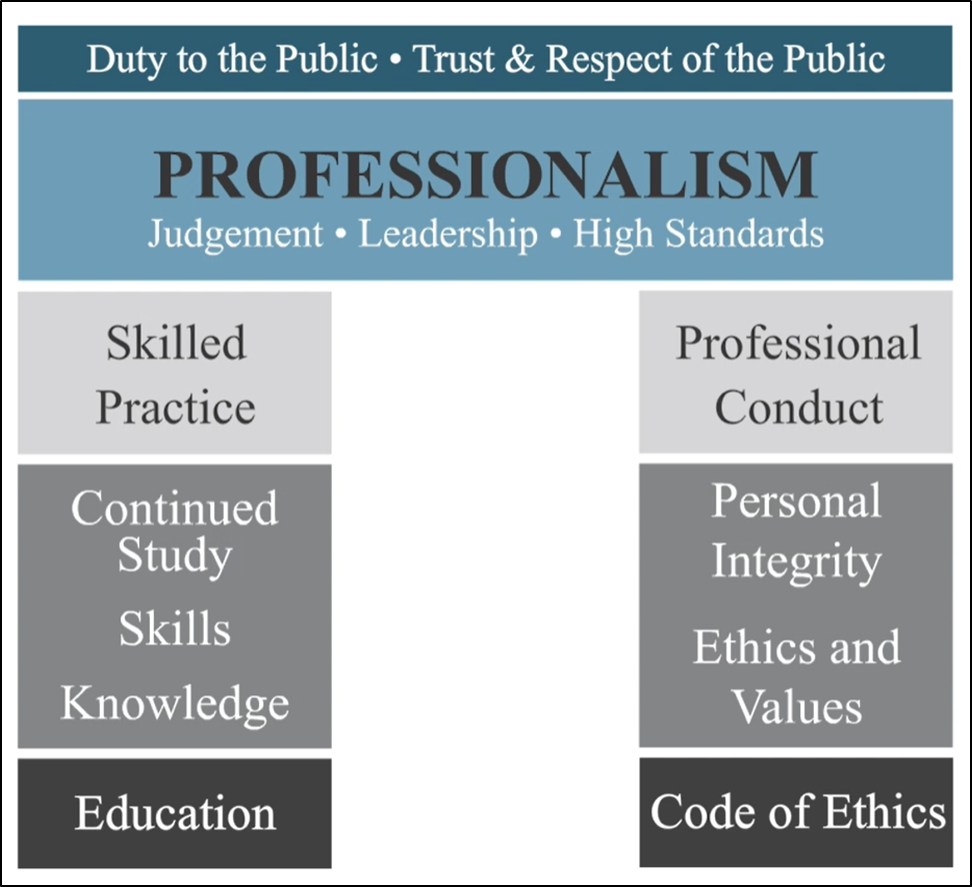 Duty to the Public • Trust & Respect of the Public
PROFESSIONALISM
Judgement • Leadership • High Standards
Skilled
Practice
Continued
Study
Skills
Knowledge
Education
Professional
Conduct
Personal
Integrity
Ethics and
Values
Code of Ethics